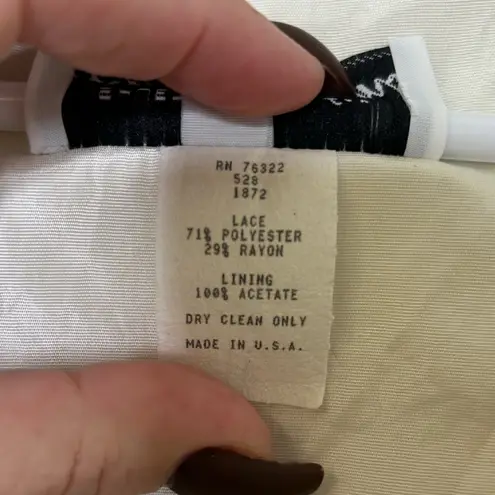 RN 76322
528
1872
LACE
71% POLYESTER
29% RAYON
LINING
100% ACETATE
DRY CLEAN ONLY
MADE IN U.S.A.